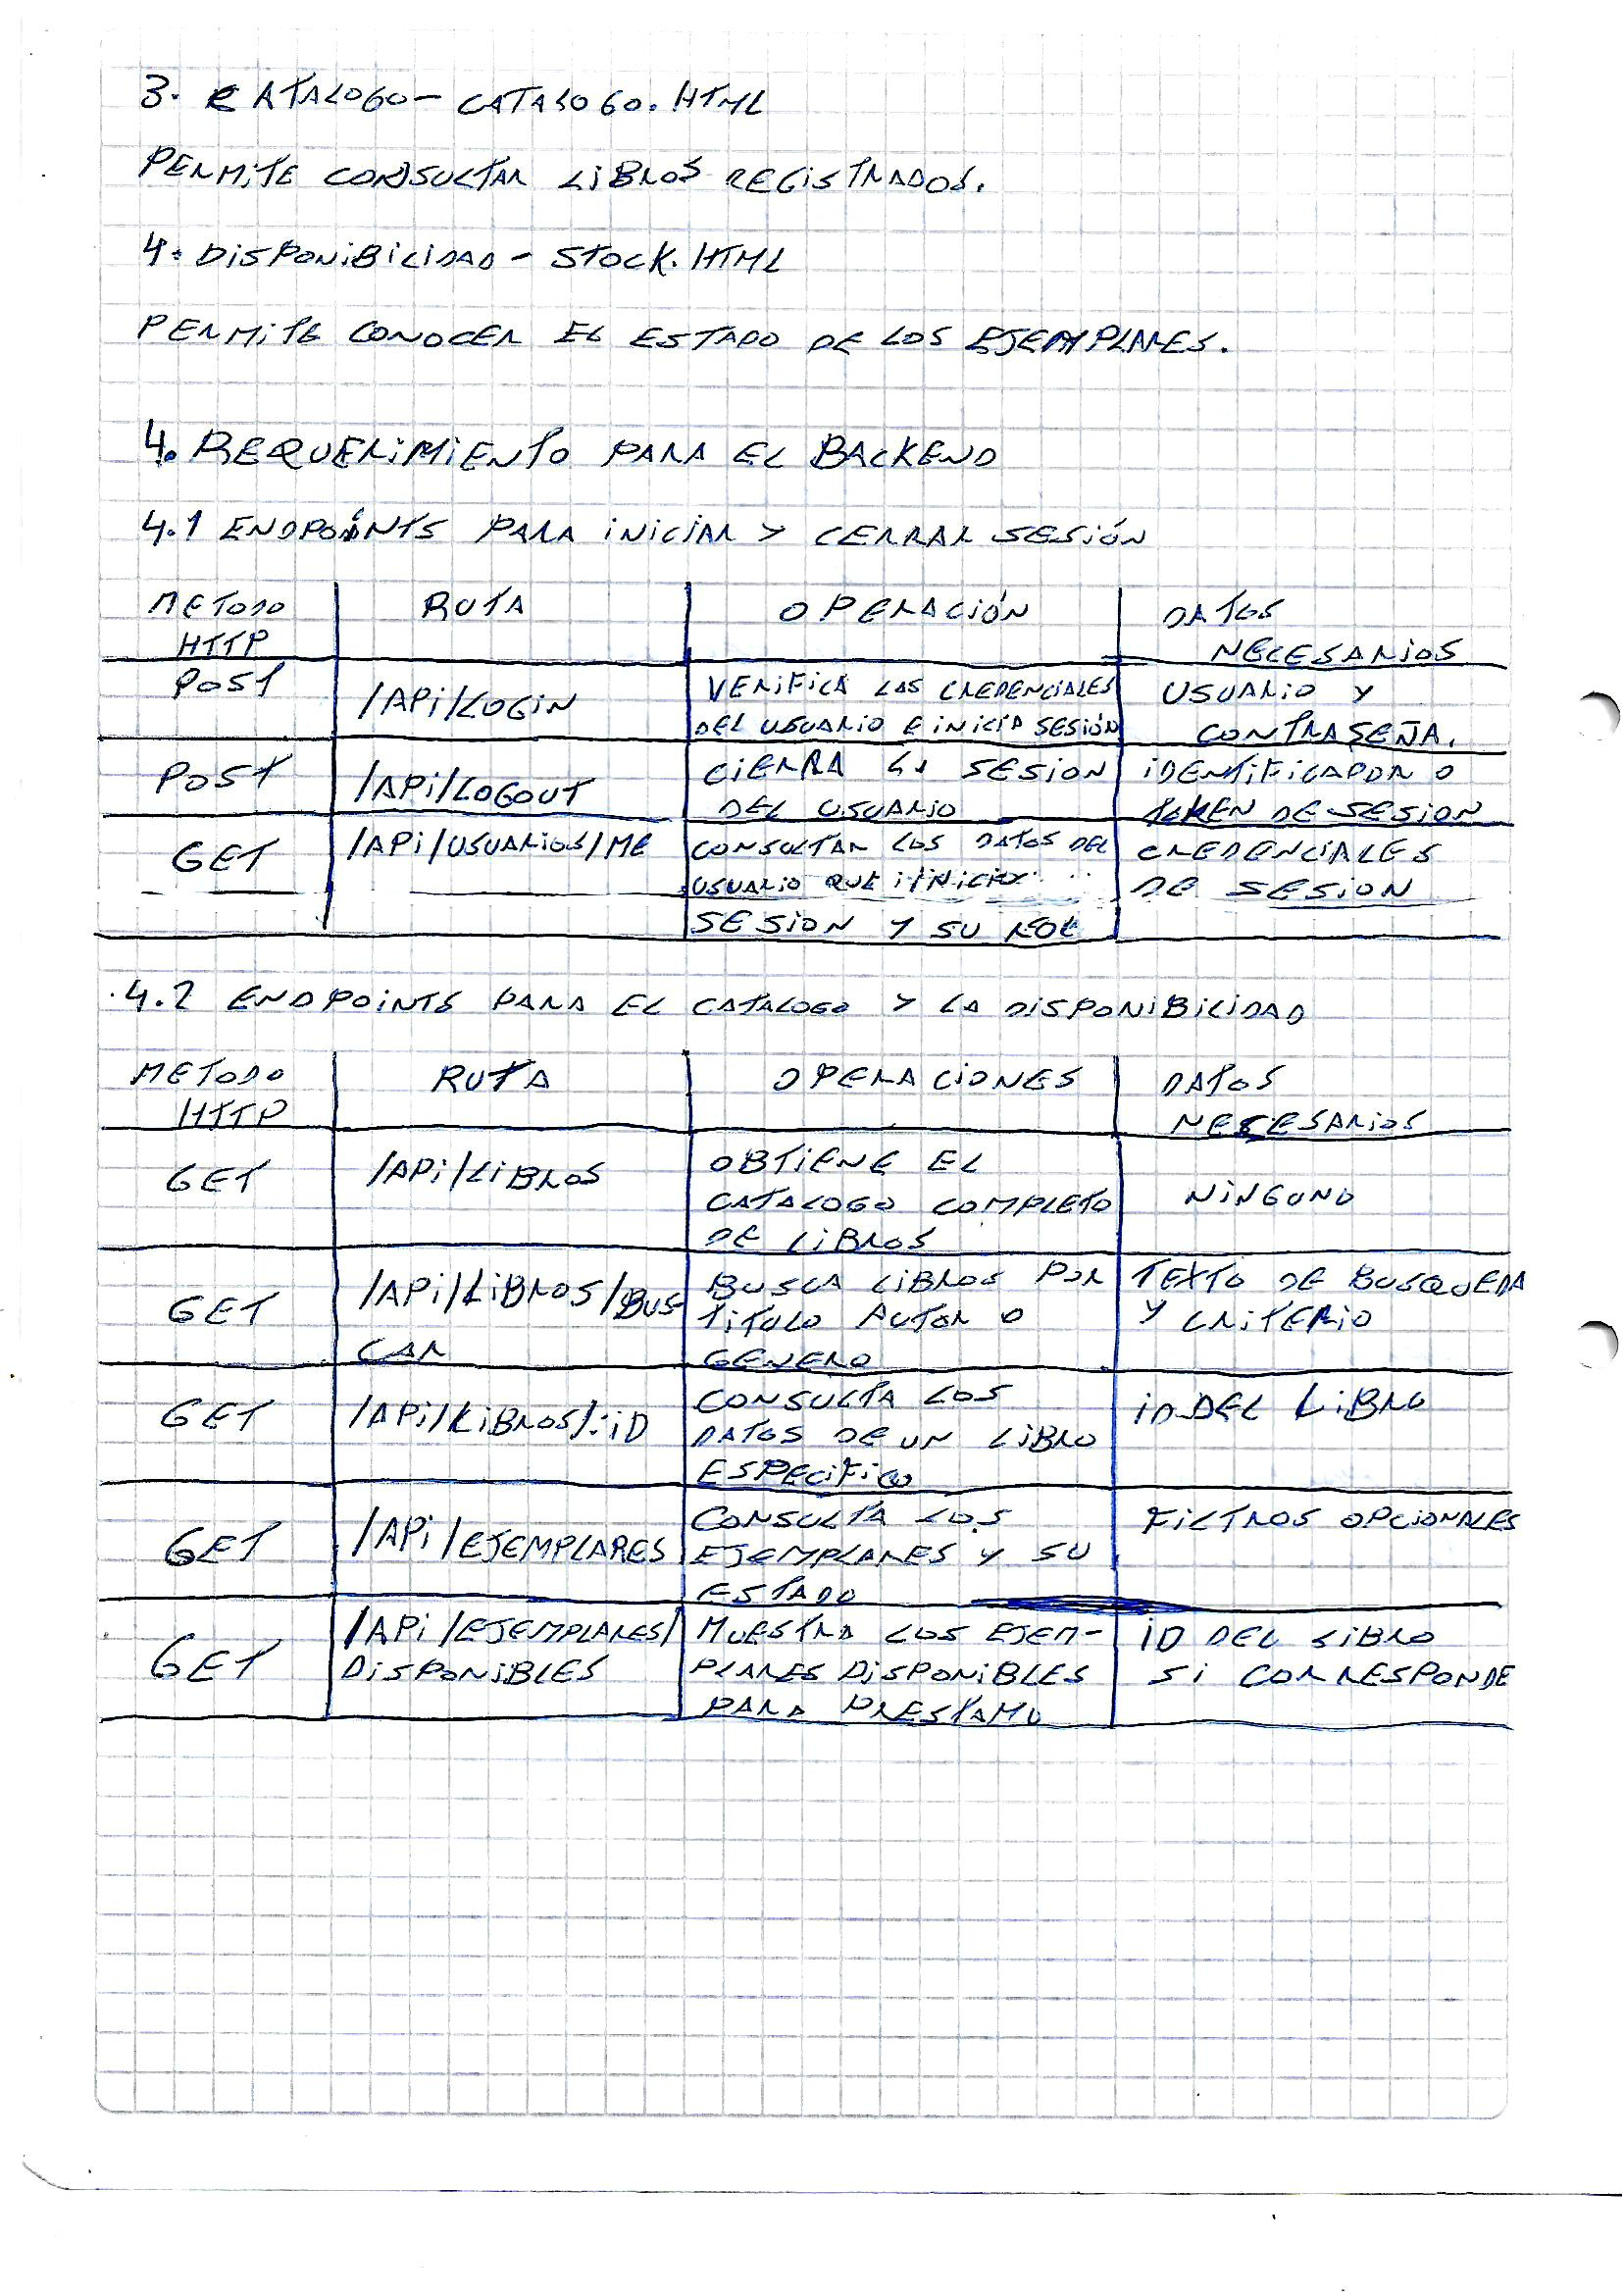 3. CATALOGO - CATALOGO.HTML
PERMITE CONSULTAR LIBROS REGISTRADOS.
4. DISPONIBILIDAD - STOCK.HTML
PERMITE CONOCER EL ESTADO DE LOS EJEMPLARES.
4. REQUERIMIENTO PARA EL BACKEND
4.1 ENDPOINTS PARA INICIAR Y CERRAR SESIÓN
METODO HTTP
RUTA
OPERACIÓN
DATOS
NECESARIOS
POST
/API/LOGIN
VERIFICA LAS CREDENCIALES
DEL USUARIO E INICIA SESIÓN
USUARIO Y
CONTRASEÑA.
POST
/API/LOGOUT
CIERRA LA SESION
DEL USUARIO
IDENTIFICADOR O
TOKEN DE SESION
GET
/API/USUARIOS/ME
CONSULTAR LOS DATOS DEL
USUARIO QUE INICIA
SESION Y SU ROL
CREDENCIALES
DE SESION
4.2 ENDPOINTS PARA EL CATALOGO Y LA DISPONIBILIDAD
METODO
HTTP
RUTA
OPERACIONES
DATOS
NECESARIOS
GET
/API/LIBROS
OBTIENE EL
CATALOGO COMPLETO
DE LIBROS
NINGUNO
GET
/API/LIBROS/BUS
CAR
BUSCA LIBROS POR
TITULO AUTOR O
GENERO
TEXTO DE BUSQUEDA
Y CRITERIO
GET
/API/LIBROS/:ID
CONSULTA LOS
DATOS DE UN LIBRO
ESPECIFICO
ID DEL LIBRO
GET
/API/EJEMPLARES
CONSULTA LOS
EJEMPLARES Y SU
ESTADO
FILTROS OPCIONALES
GET
/API/EJEMPLARES/
DISPONIBLES
MUESTRA LOS EJEM-
PLARES DISPONIBLES
PARA PRESTAMO
ID DEL LIBRO
SI CORRESPONDE